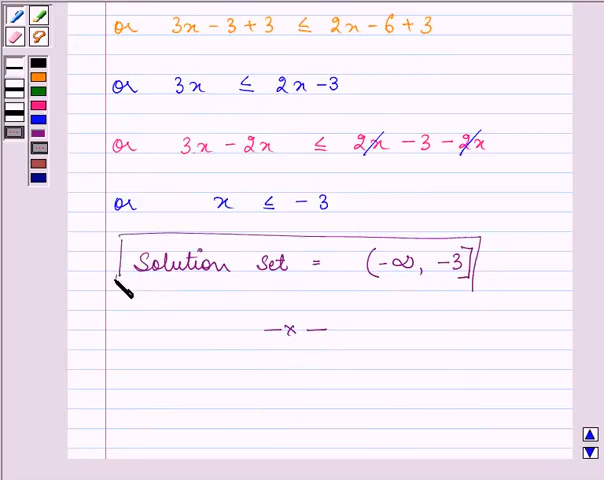 or 3x - 3 + 3 ≤ 2x - 6 + 3
or 3x ≤ 2x - 3
or 3x - 2x ≤ 2x - 3 - 2x
or x ≤ - 3
Solution set = (-∞, -3]
—x—